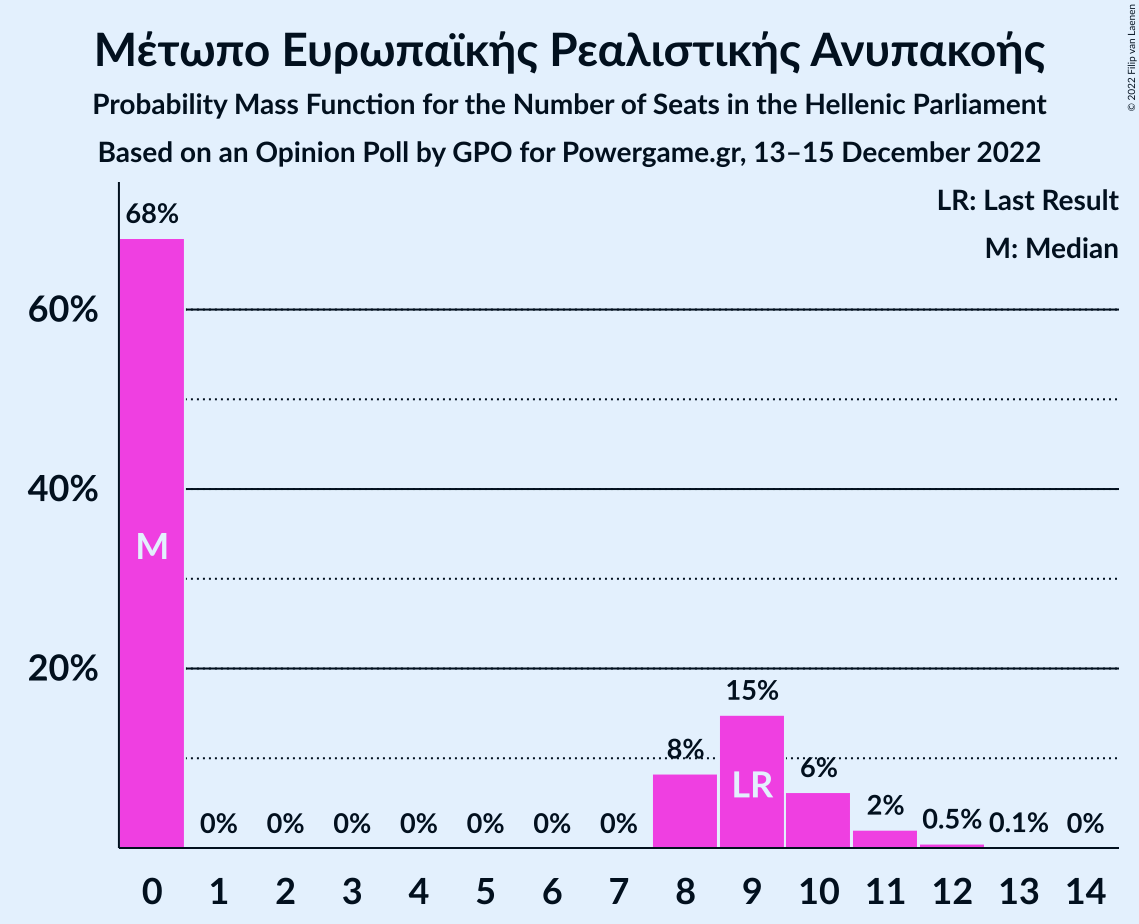 Μέτωπο Ευρωπαϊκής Ρεαλιστικής Ανυπακοής
Probability Mass Function for the Number of Seats in the Hellenic Parliament
Based on an Opinion Poll by GPO for Powergame.gr, 13–15 December 2022
© 2022 Filip van Laenen
LR: Last Result
M: Median
68%
60%
40%
M
20%
15%
8%
LR
6%
2%
0% 0% 0% 0% 0% 0% 0% 0.5% 0.1% 0%
0 1 2 3 4 5 6 7 8 9 10 11 12 13 14